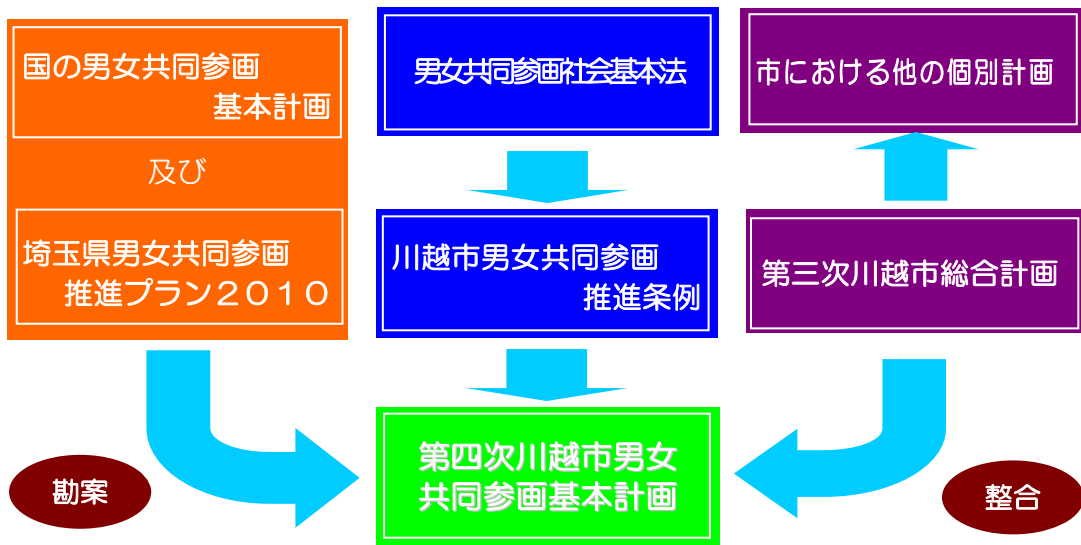 国の男女共同参画
基本計画
及び
埼玉県男女共同参画
推進プラン２０１０
男女共同参画社会基本法
川越市男女共同参画
推進条例
市における他の個別計画
第三次川越市総合計画
第四次川越市男女
共同参画基本計画
勘案
整合